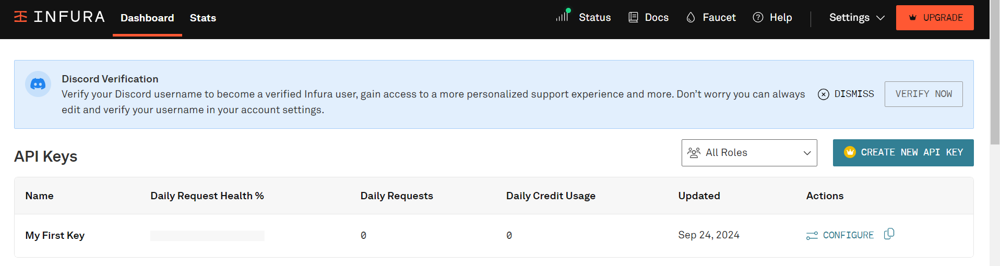 INFURA Dashboard Stats Status Docs Faucet Help Settings UPGRADE
Discord Verification
Verify your Discord username to become a verified Infura user, gain access to a more personalized support experience and more. Don’t worry you can always
edit and verify your username in your account settings.
DISMISS VERIFY NOW
API Keys All Roles CREATE NEW API KEY
Name Daily Request Health % Daily Requests Daily Credit Usage Updated Actions
My First Key 0 0 Sep 24, 2024 CONFIGURE